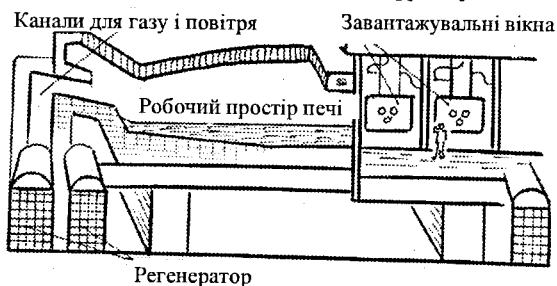 Канали для газу і повітря
Завантажувальні вікна
Робочий простір печі
Регенератор